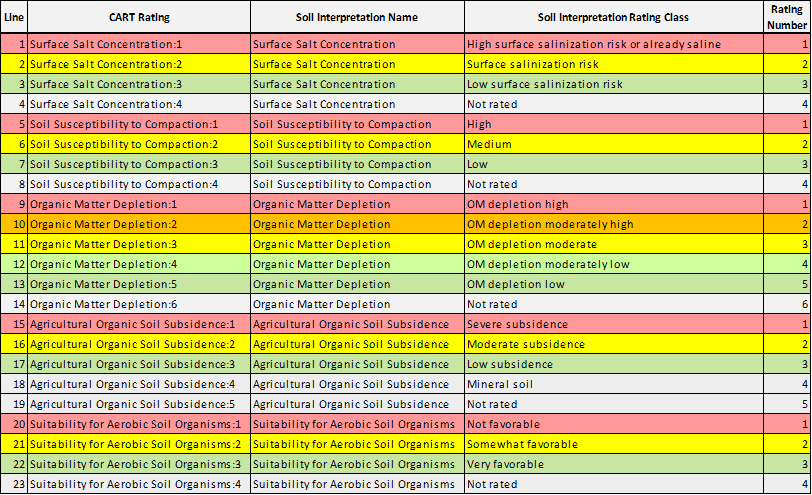 Line CART Rating Soil Interpretation Name Soil Interpretation Rating Class Rating Number
1 Surface Salt Concentration:1 Surface Salt Concentration High surface salinization risk or already saline 1
2 Surface Salt Concentration:2 Surface Salt Concentration Surface salinization risk 2
3 Surface Salt Concentration:3 Surface Salt Concentration Low surface salinization risk 3
4 Surface Salt Concentration:4 Surface Salt Concentration Not rated 4
5 Soil Susceptibility to Compaction:1 Soil Susceptibility to Compaction High 1
6 Soil Susceptibility to Compaction:2 Soil Susceptibility to Compaction Medium 2
7 Soil Susceptibility to Compaction:3 Soil Susceptibility to Compaction Low 3
8 Soil Susceptibility to Compaction:4 Soil Susceptibility to Compaction Not rated 4
9 Organic Matter Depletion:1 Organic Matter Depletion OM depletion high 1
10 Organic Matter Depletion:2 Organic Matter Depletion OM depletion moderately high 2
11 Organic Matter Depletion:3 Organic Matter Depletion OM depletion moderate 3
12 Organic Matter Depletion:4 Organic Matter Depletion OM depletion moderately low 4
13 Organic Matter Depletion:5 Organic Matter Depletion OM depletion low 5
14 Organic Matter Depletion:6 Organic Matter Depletion Not rated 6
15 Agricultural Organic Soil Subsidence:1 Agricultural Organic Soil Subsidence Severe subsidence 1
16 Agricultural Organic Soil Subsidence:2 Agricultural Organic Soil Subsidence Moderate subsidence 2
17 Agricultural Organic Soil Subsidence:3 Agricultural Organic Soil Subsidence Low subsidence 3
18 Agricultural Organic Soil Subsidence:4 Agricultural Organic Soil Subsidence Mineral soil 4
19 Agricultural Organic Soil Subsidence:5 Agricultural Organic Soil Subsidence Not rated 5
20 Suitability for Aerobic Soil Organisms:1 Suitability for Aerobic Soil Organisms Not favorable 1
21 Suitability for Aerobic Soil Organisms:2 Suitability for Aerobic Soil Organisms Somewhat favorable 2
22 Suitability for Aerobic Soil Organisms:3 Suitability for Aerobic Soil Organisms Very favorable 3
23 Suitability for Aerobic Soil Organisms:4 Suitability for Aerobic Soil Organisms Not rated 4